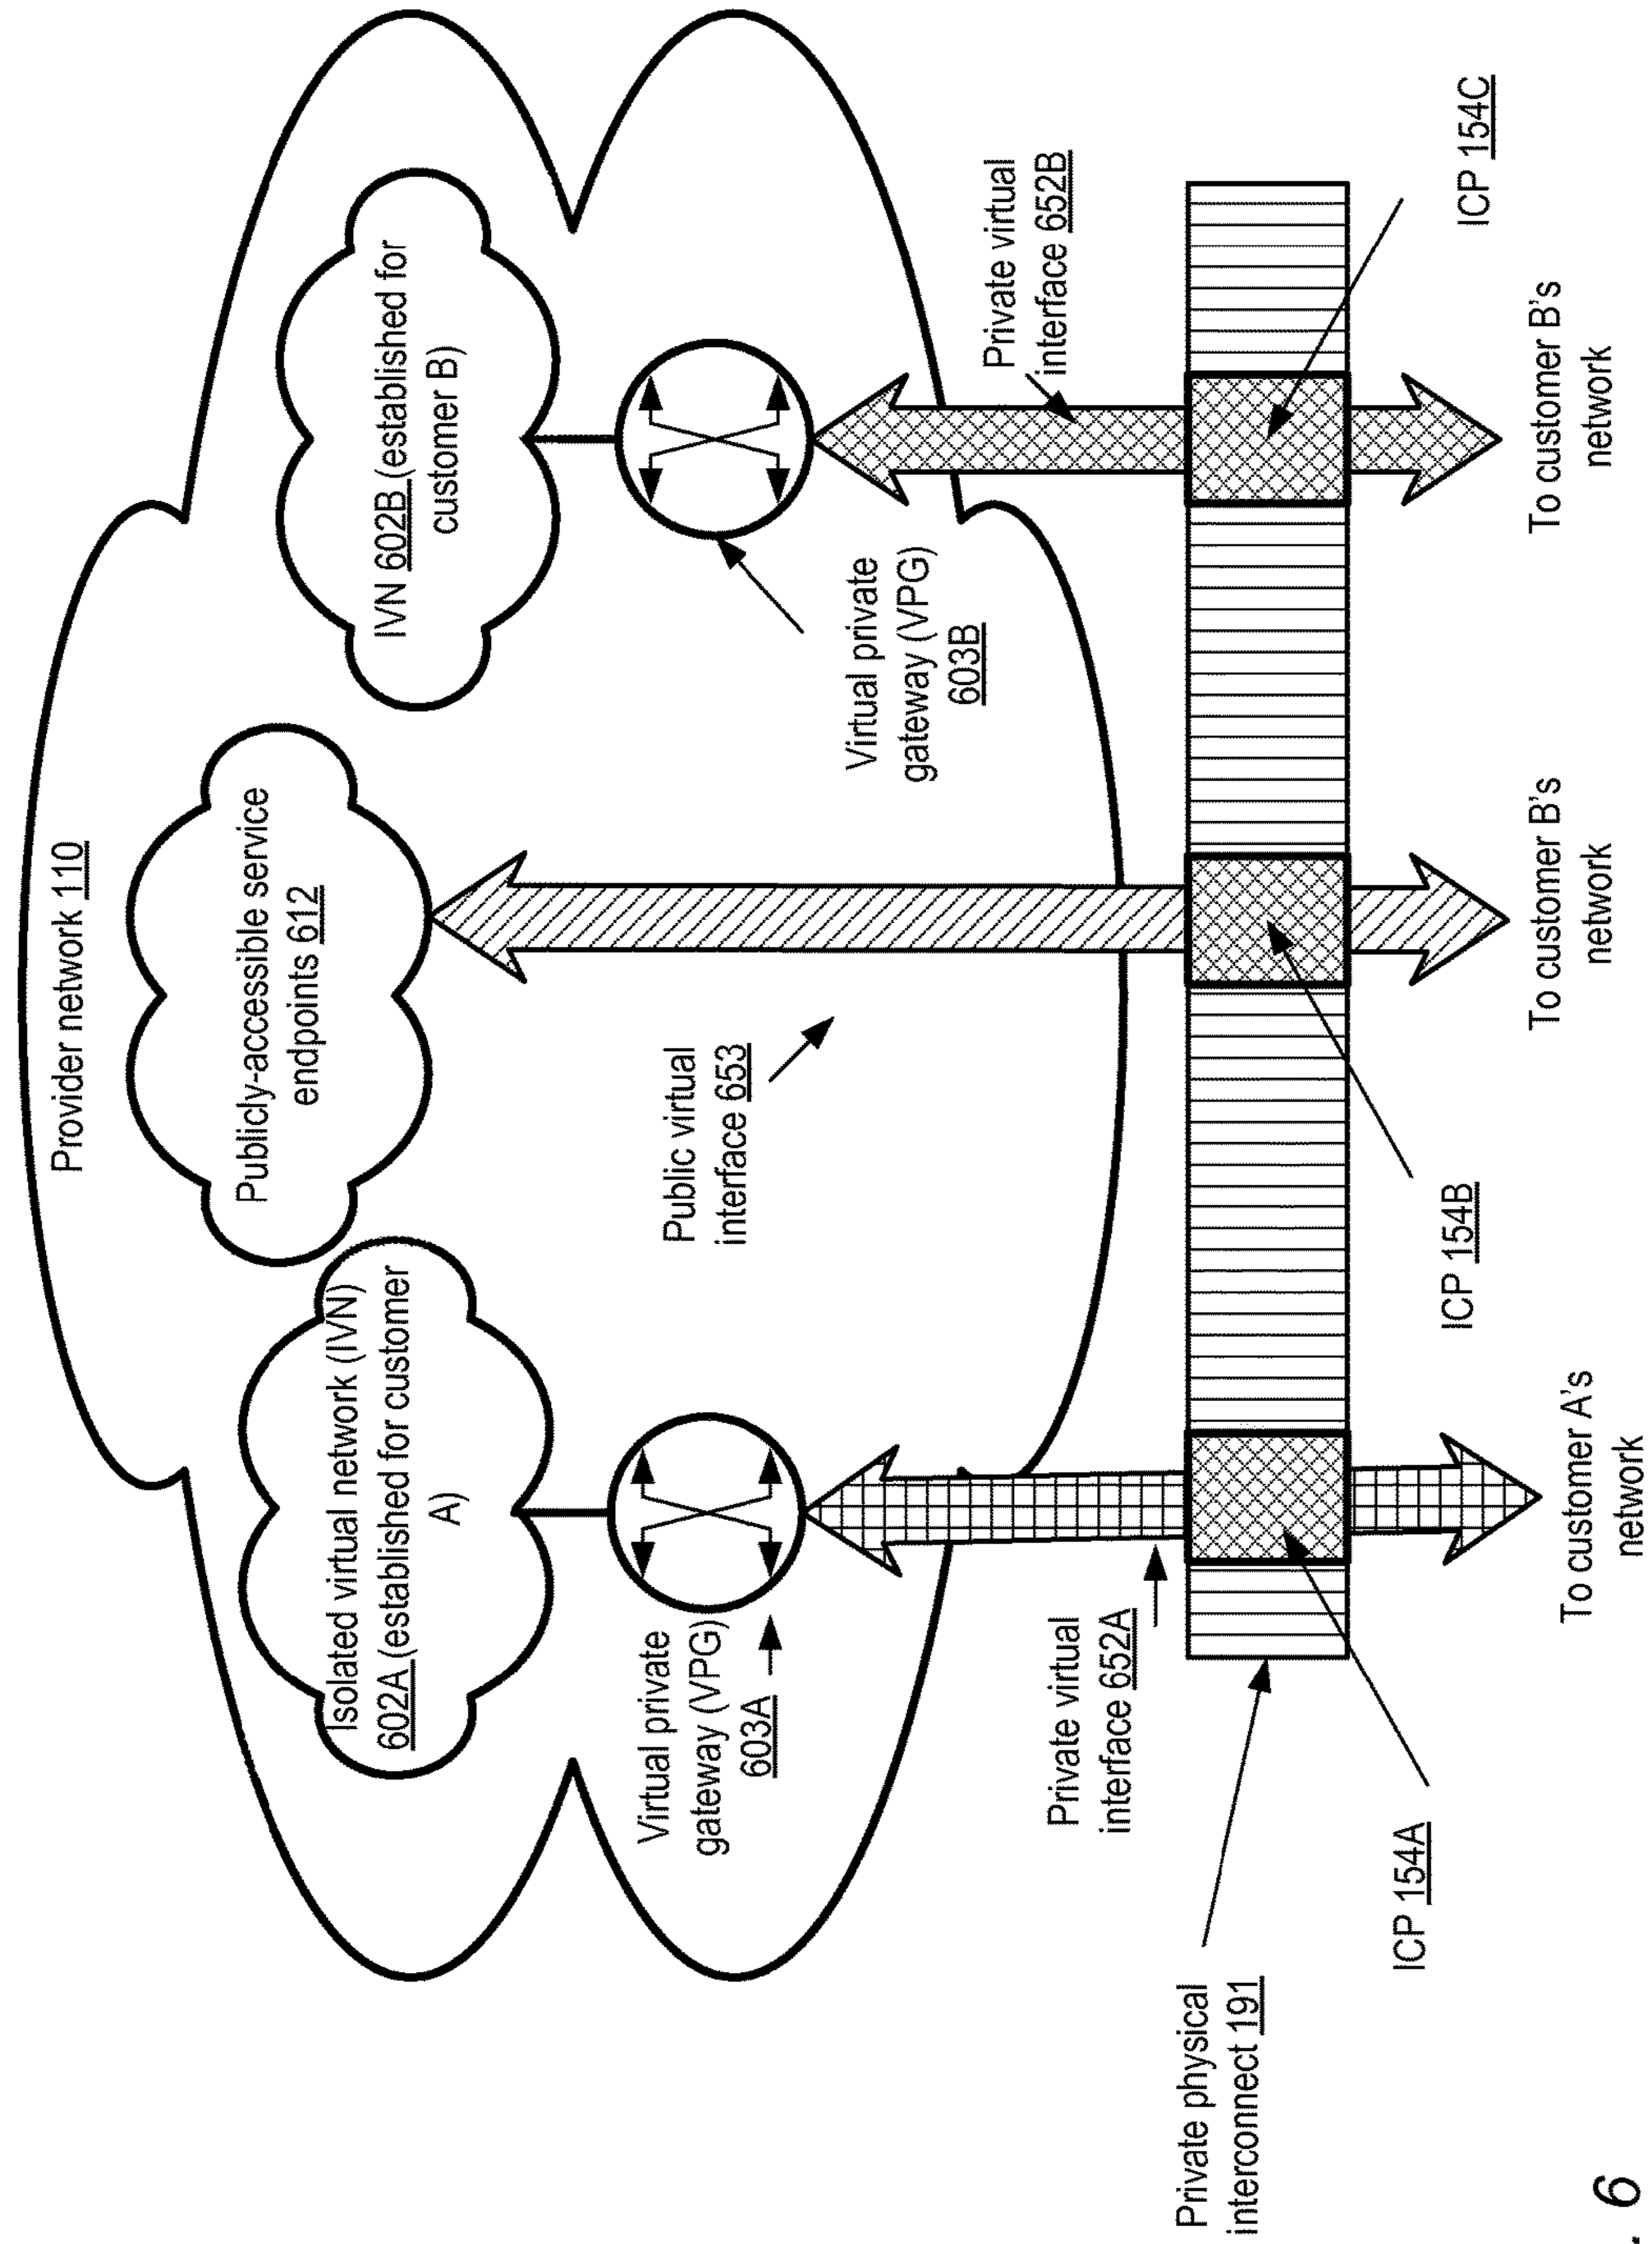 Provider network 110
Isolated virtual network (IVN)
602A (established for customer
A)
Publicly-accessible service
endpoints 612
IVN 602B (established for
customer B)
Virtual private
gateway (VPG)
603A
Public virtual
interface 653
Virtual private
gateway (VPG)
603B
Private virtual
interface 652A
Private virtual
interface 652B
Private physical
interconnect 191
ICP 154A
ICP 154B
ICP 154C
To customer A's
network
To customer B's
network
To customer B's
network
. 6